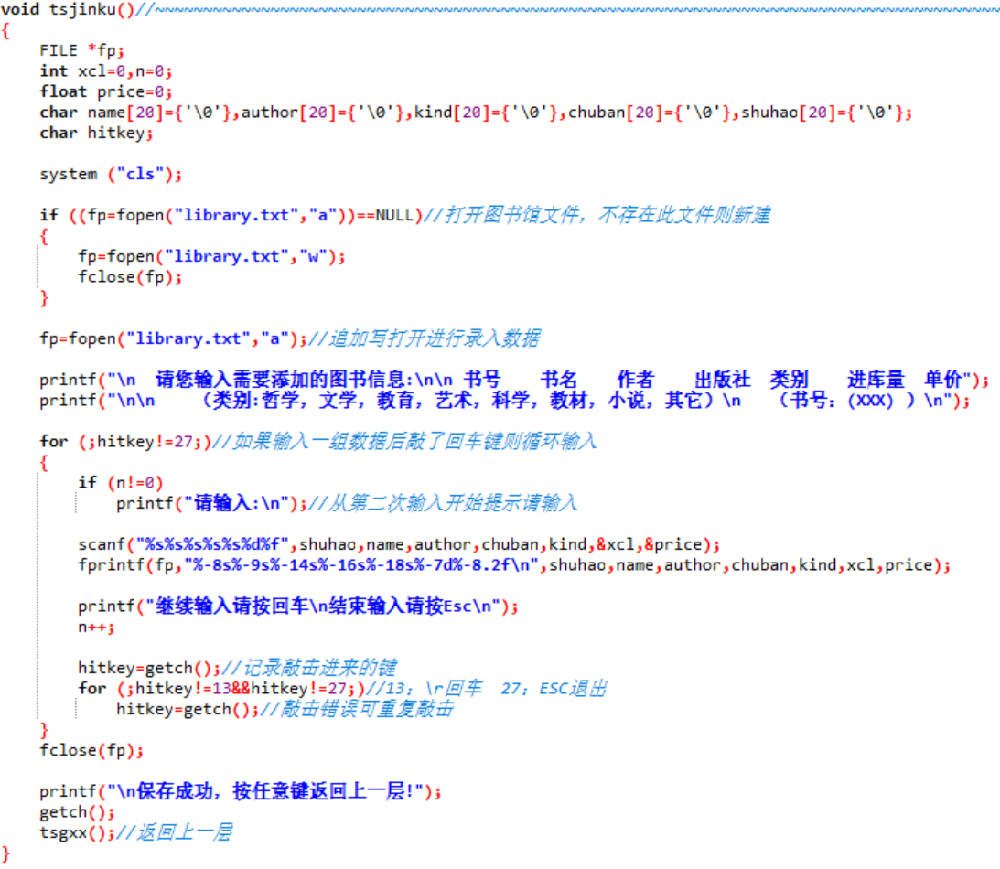 void tsjinku()//~~~~~~~~~~~~~~~~~~~~~~~~~~~~~~~~~~~~~~~~~~~~~~~~~~~~~~~~~~~~~~~~~~~~~~~~~~~~~~~~~~~~~~~~
{
    FILE *fp;
    int xcl=0,n=0;
    float price=0;
    char name[20]={'\0'},author[20]={'\0'},kind[20]={'\0'},chuban[20]={'\0'},shuhao[20]={'\0'};
    char hitkey;
    system ("cls");
    if ((fp=fopen("library.txt","a"))==NULL)//打开图书馆文件，不存在此文件则新建
    {
        fp=fopen("library.txt","w");
        fclose(fp);
    }
    fp=fopen("library.txt","a");//追加写打开进行录入数据
    printf("\n  请您输入需要添加的图书信息:\n\n 书号    书名    作者    出版社  类别    进库量  单价");
    printf("\n\n    （类别:哲学，文学，教育，艺术，科学，教材，小说，其它）\n    （书号：(XXX) ）\n");
    for (;hitkey!=27;)//如果输入一组数据后敲了回车键则循环输入
    {
        if (n!=0)
            printf("请输入:\n");//从第二次输入开始提示请输入
        scanf("%s%s%s%s%s%d%f",shuhao,name,author,chuban,kind,&xcl,&price);
        fprintf(fp,"%-8s%-9s%-14s%-16s%-18s%-7d%-8.2f\n",shuhao,name,author,chuban,kind,xcl,price);
        printf("继续输入请按回车\n结束输入请按Esc\n");
        n++;
        hitkey=getch();//记录敲击进来的键
        for (;hitkey!=13&&hitkey!=27;)//13：\r回车  27：ESC退出
            hitkey=getch();//敲击错误可重复敲击
    }
    fclose(fp);
    printf("\n保存成功，按任意键返回上一层!");
    getch();
    tsgxx();//返回上一层
}